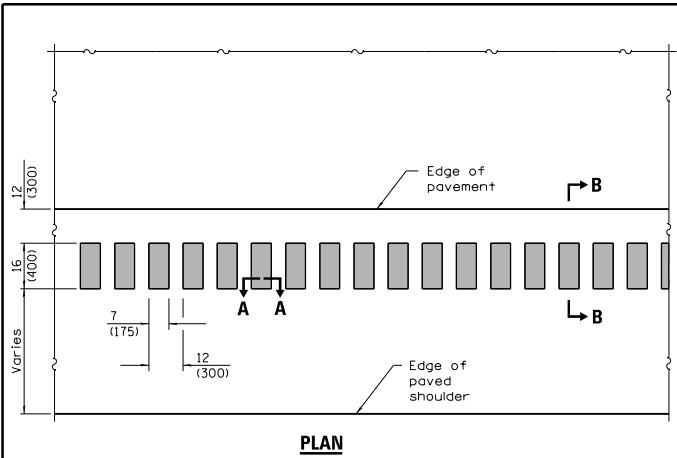 12
(300)
Edge of
pavement
B
16
(400)
A A
B
7
(175)
12
(300)
Varies
Edge of
paved
shoulder
PLAN